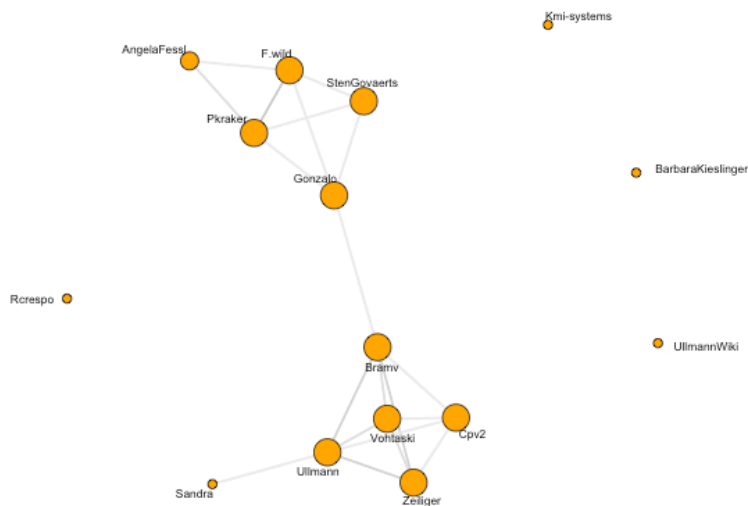 Kmi-systems
AngelaFessl
F.wild
StenGovaerts
Pkraker
BarbaraKieslinger
Gonzalo
Rcrespo
UllmannWiki
Bramv
Vohtaski
Cpv2
Ullmann
Sandra
Zeiliger